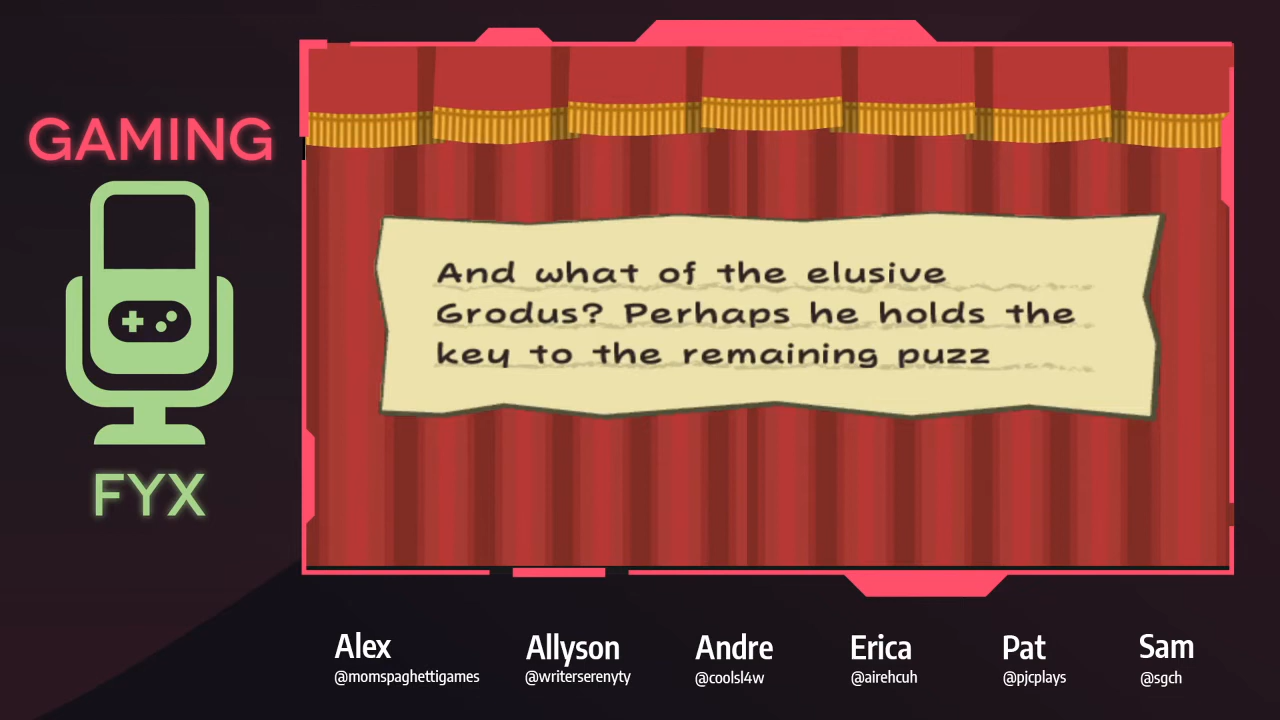 GAMING
FYX
And what of the elusive
Grodus? Perhaps he holds the
key to the remaining puzz
Alex
@momspaghettigames
Allyson
@writerserenyty
Andre
@coolsl4w
Erica
@airehcuh
Pat
@pjcplays
Sam
@sgch